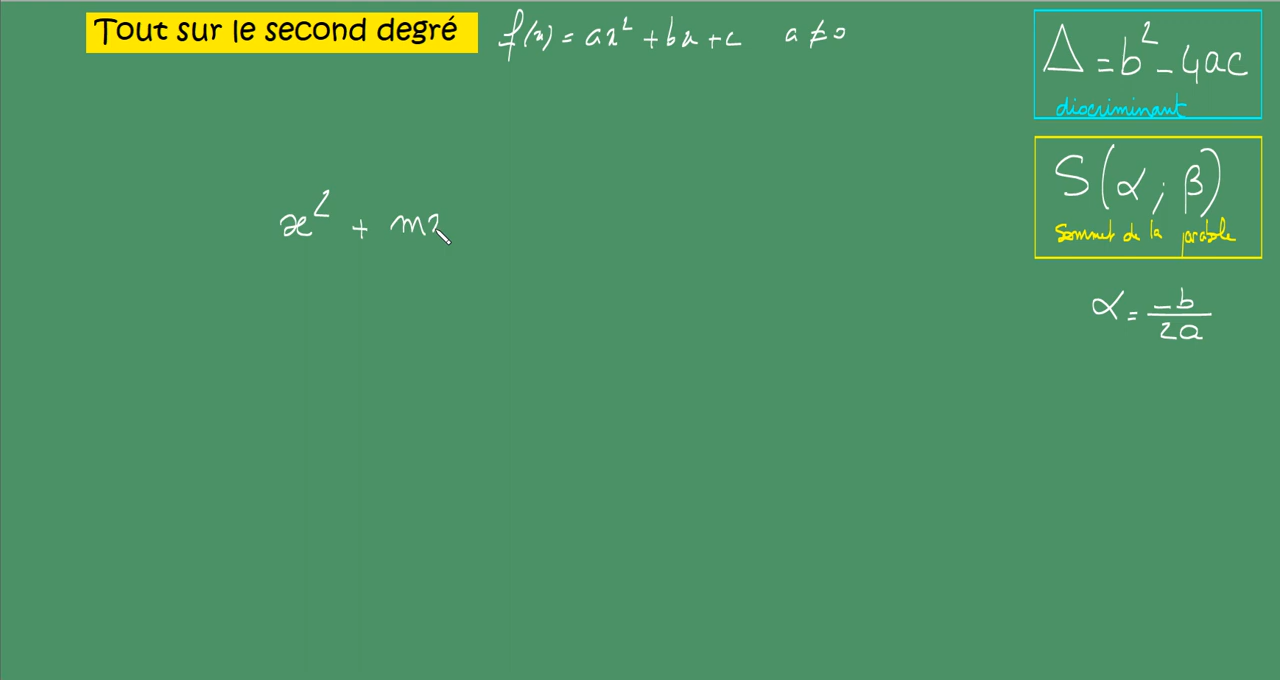 Tout sur le second degré
f(x) = ax² + bx + c a ≠ 0
Δ = b² - 4ac
discriminant
S(α ; β)
Sommet de la parabole
α = -b/2a
x² + mx